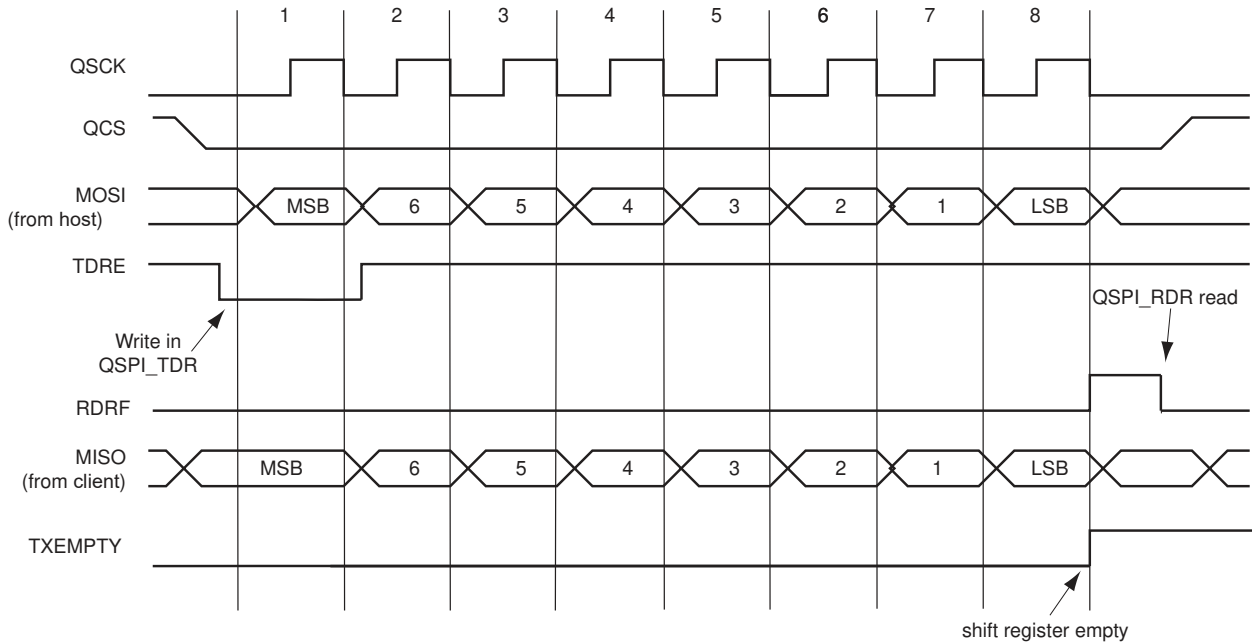 1 2 3 4 5 6 7 8
QSCK
QCS
MOSI
(from host)
MSB 6 5 4 3 2 1 LSB
TDRE
QSPI_RDR read
Write in
QSPI_TDR
RDRF
MISO
(from client)
MSB 6 5 4 3 2 1 LSB
TXEMPTY
shift register empty